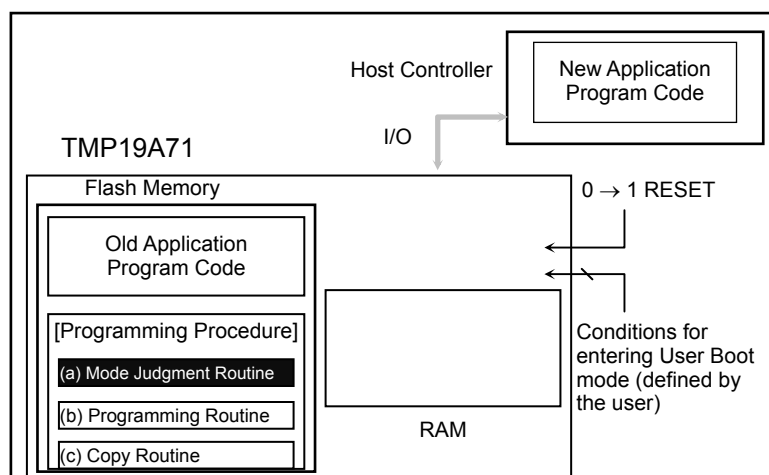 Host Controller
New Application
Program Code
I/O
TMP19A71
Flash Memory
0 → 1 RESET
Old Application
Program Code
[Programming Procedure]
(a) Mode Judgment Routine
(b) Programming Routine
(c) Copy Routine
RAM
Conditions for
entering User Boot
mode (defined by
the user)